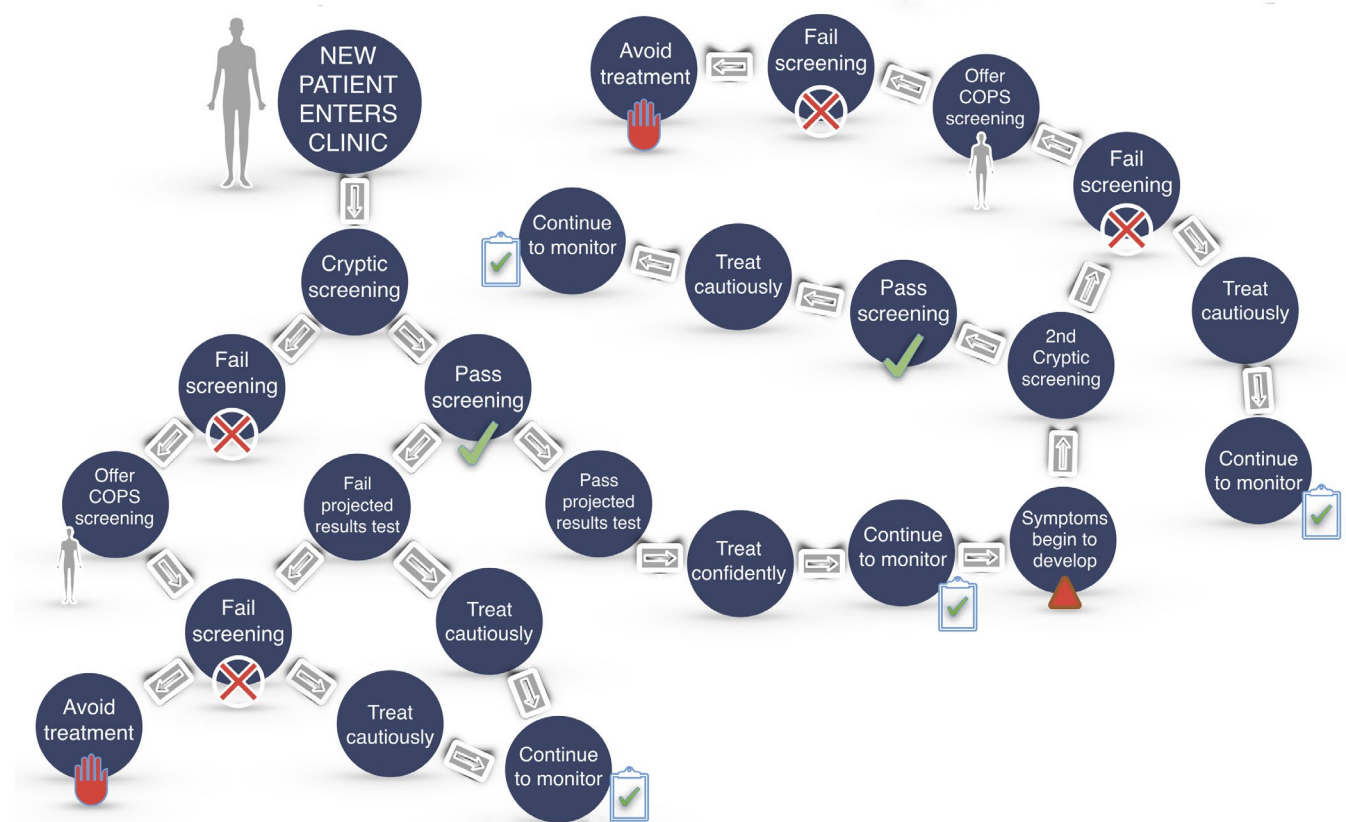 NEW
PATIENT
ENTERS
CLINIC
Cryptic
screening
Fail
screening
Pass
screening
Offer
COPS
screening
Fail
projected
results test
Pass
projected
results test
Fail
screening
Treat
cautiously
Avoid
treatment
Treat
cautiously
Continue
to monitor
Treat
confidently
Continue
to monitor
Symptoms
begin to
develop
2nd
Cryptic
screening
Pass
screening
Treat
cautiously
Continue
to monitor
Fail
screening
Offer
COPS
screening
Fail
screening
Avoid
treatment
Treat
cautiously
Continue
to monitor